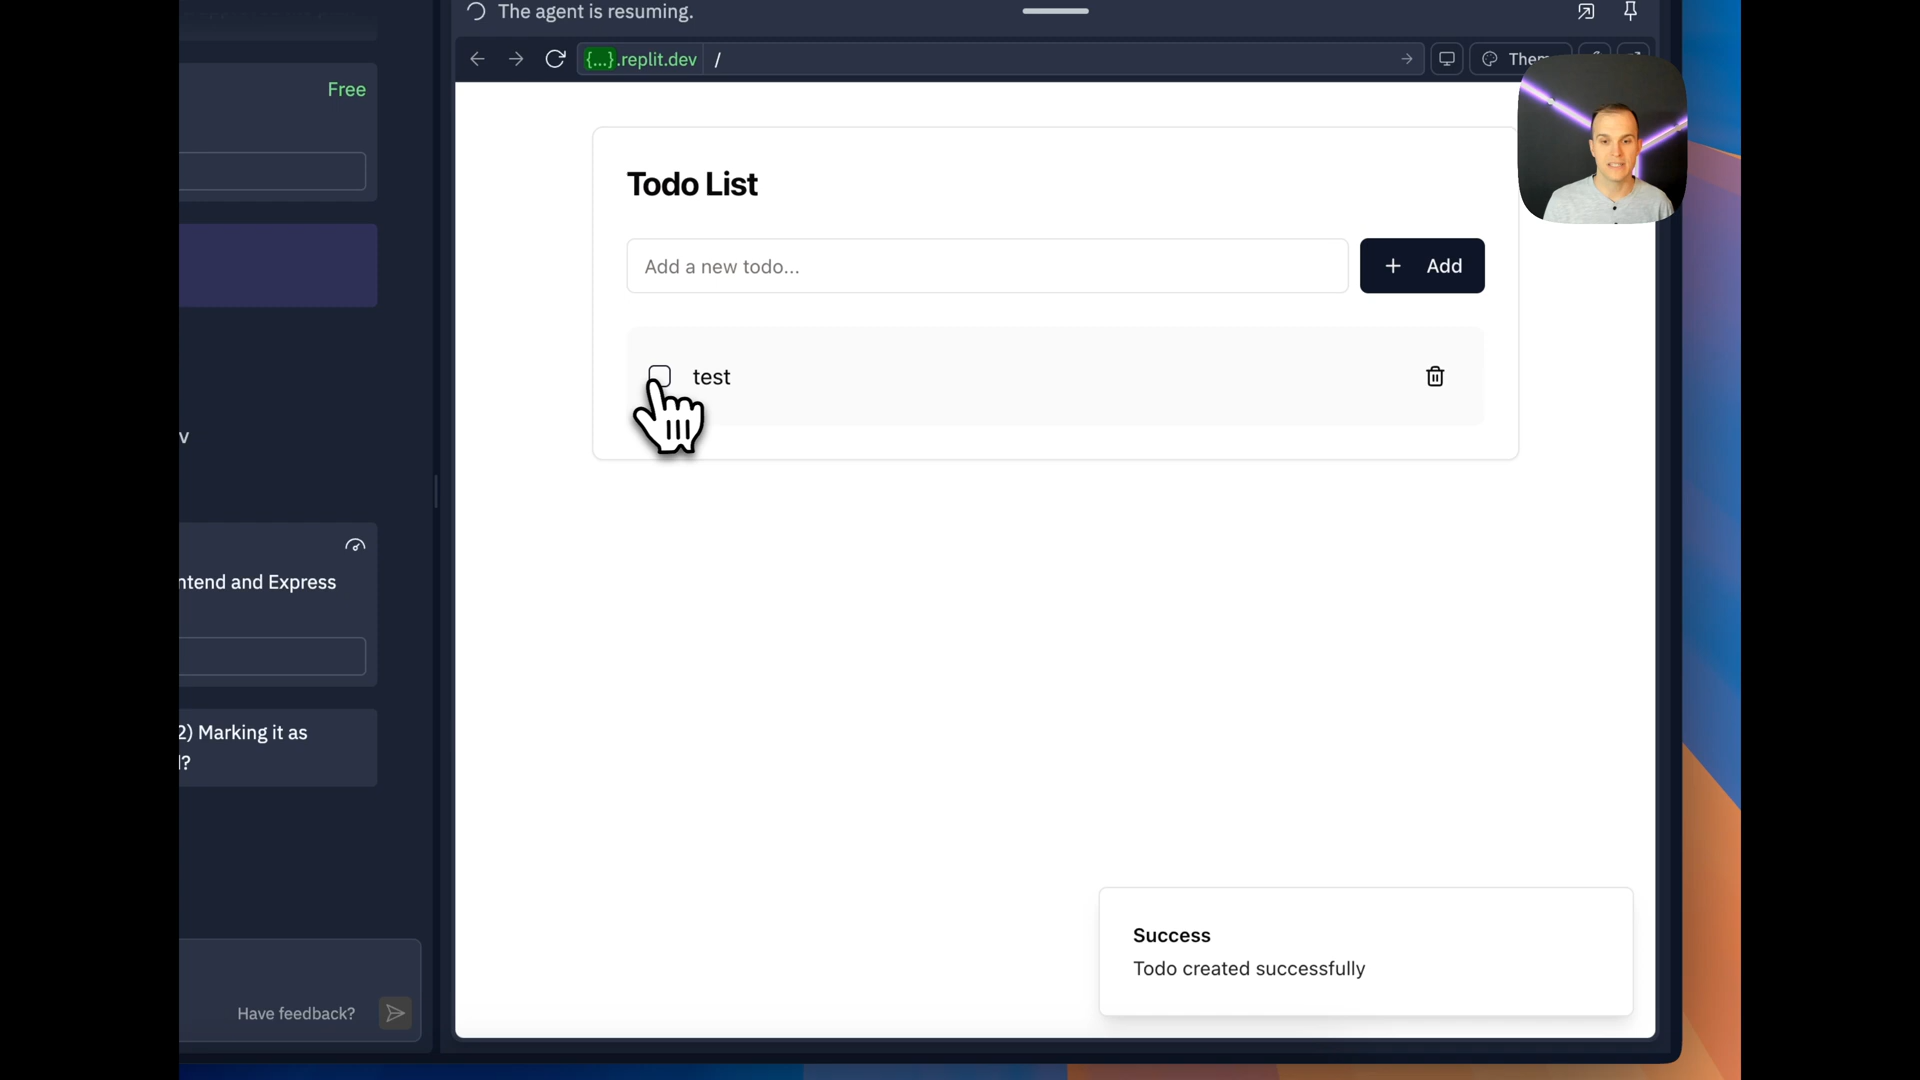 The agent is resuming.
{...}.replit.dev /
Free
Todo List
Add a new todo...
+ Add
test
v
ntend and Express
2) Marking it as
l?
Success
Todo created successfully
Have feedback?